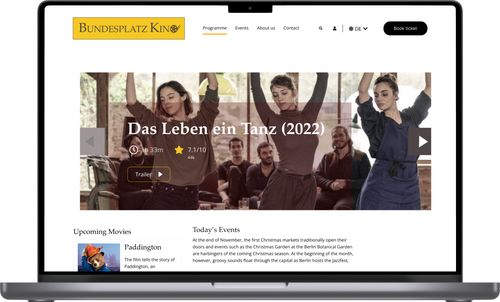 BUNDESPLATZ KINO
Programme Events About us Contact DE Book ticket
Das Leben ein Tanz (2022)
33m 7,1/10
Trailer
Upcoming Movies
Paddington
The film tells the story of
Paddington, an
Today's Events
At the end of November, the first Christmas markets traditionally open their
doors and events such as the Christmas Garden at the Berlin Botanical Garden
are harbingers of the coming Christmas season. At the beginning of the month,
however, groovy sounds float through the capital as Berlin hosts the Jazzfest,